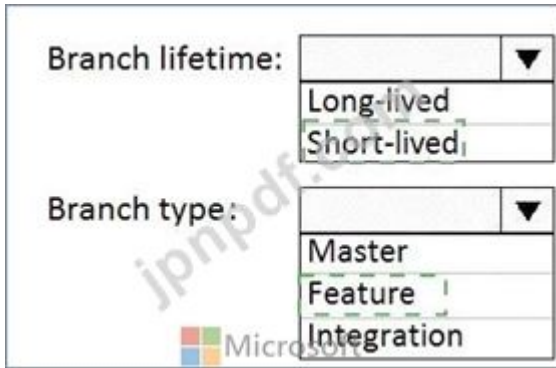 Branch lifetime:
Long-lived
Short-lived
Branch type:
Master
Feature
Integration
jpnpdf.com
Microsoft